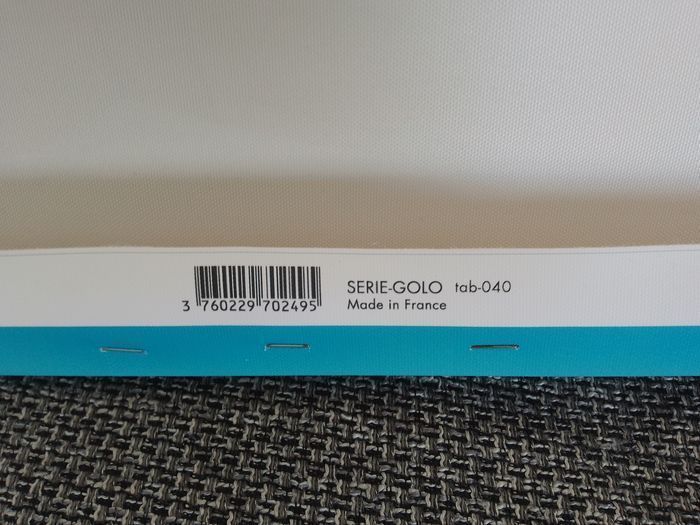 3 760229 702495
SERIE-GOLO tab-040
Made in France